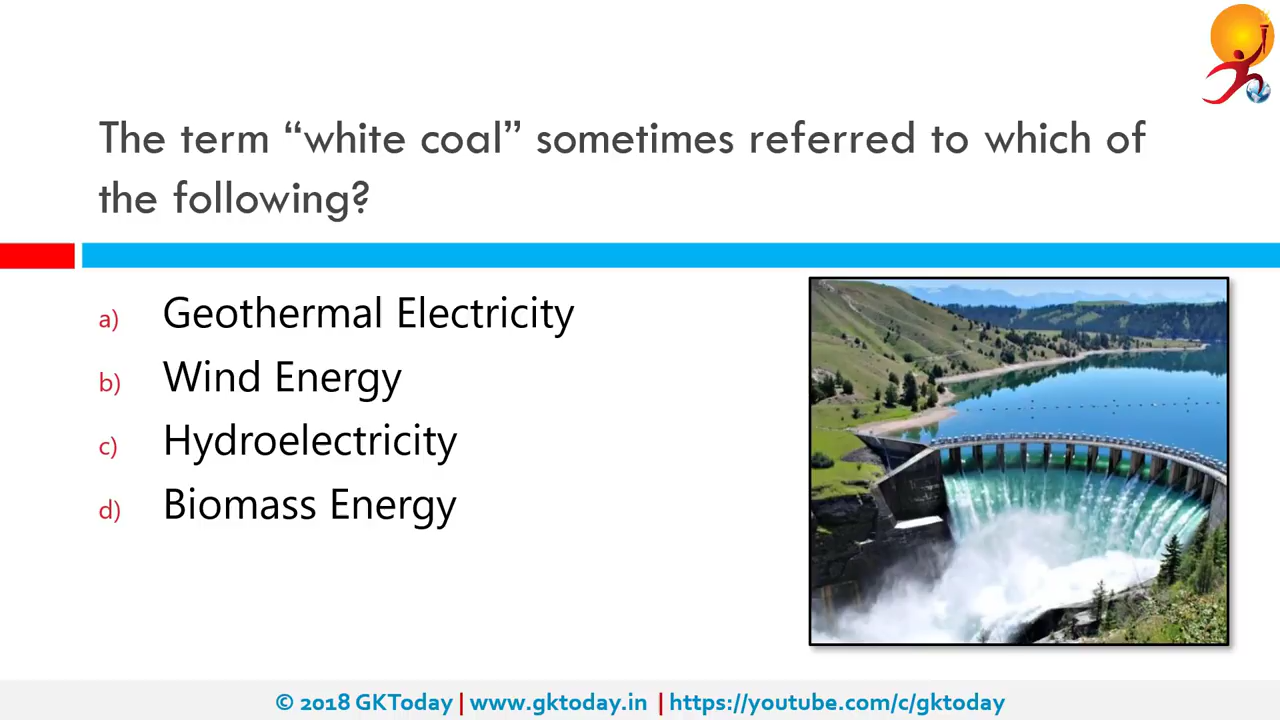 The term “white coal” sometimes referred to which of
the following?
a) Geothermal Electricity
b) Wind Energy
c) Hydroelectricity
d) Biomass Energy
© 2018 GKToday | www.gktoday.in | https://youtube.com/c/gktoday